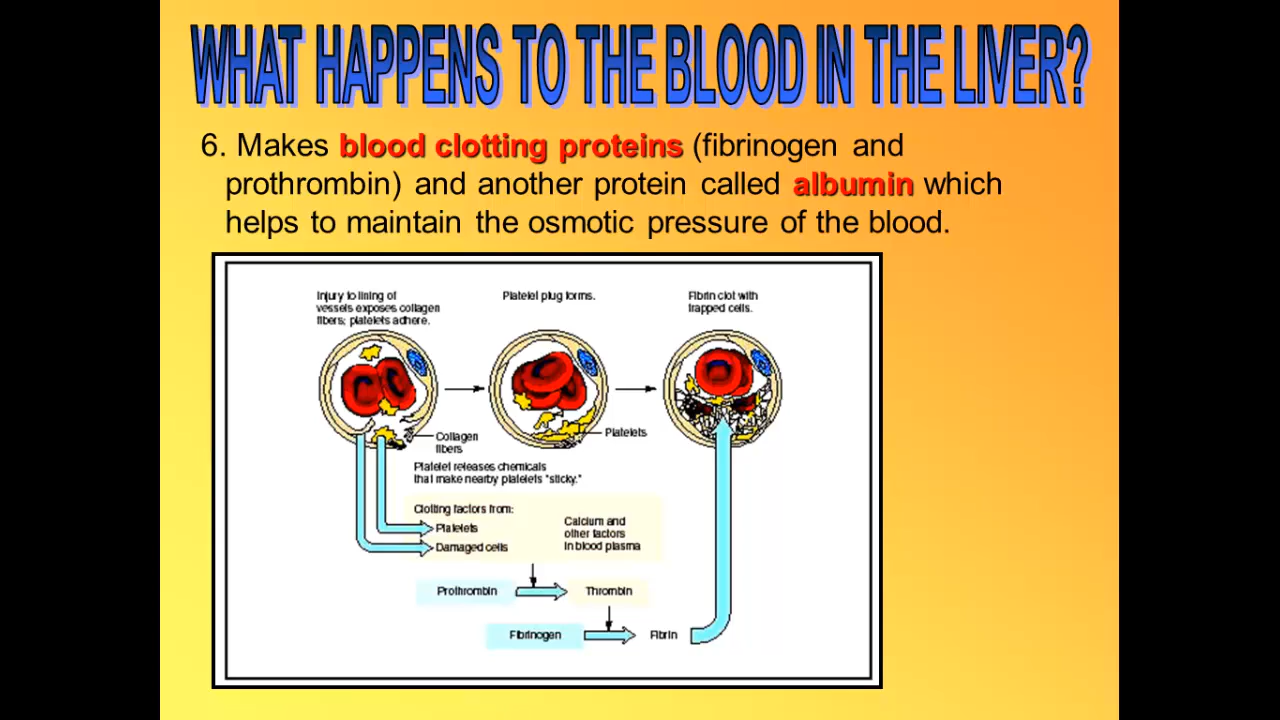 WHAT HAPPENS TO THE BLOOD IN THE LIVER?
6. Makes blood clotting proteins (fibrinogen and
prothrombin) and another protein called albumin which
helps to maintain the osmotic pressure of the blood.
Injury to lining of
vessels exposes collagen
fibers; platelets adhere.
Platelet plug forms.
Fibrin clot with
trapped cells.
Collagen
fibers
Platelets
Platelet releases chemicals
that make nearby platelets "sticky."
Clotting factors from:
Platelets
Damaged cells
Calcium and
other factors
in blood plasma
Prothrombin
Thrombin
Fibrinogen
Fibrin